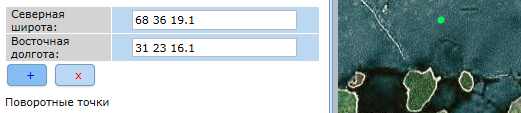 Северная
широта:
68 36 19.1
Восточная
долгота:
31 23 16.1
+ x
Поворотные точки